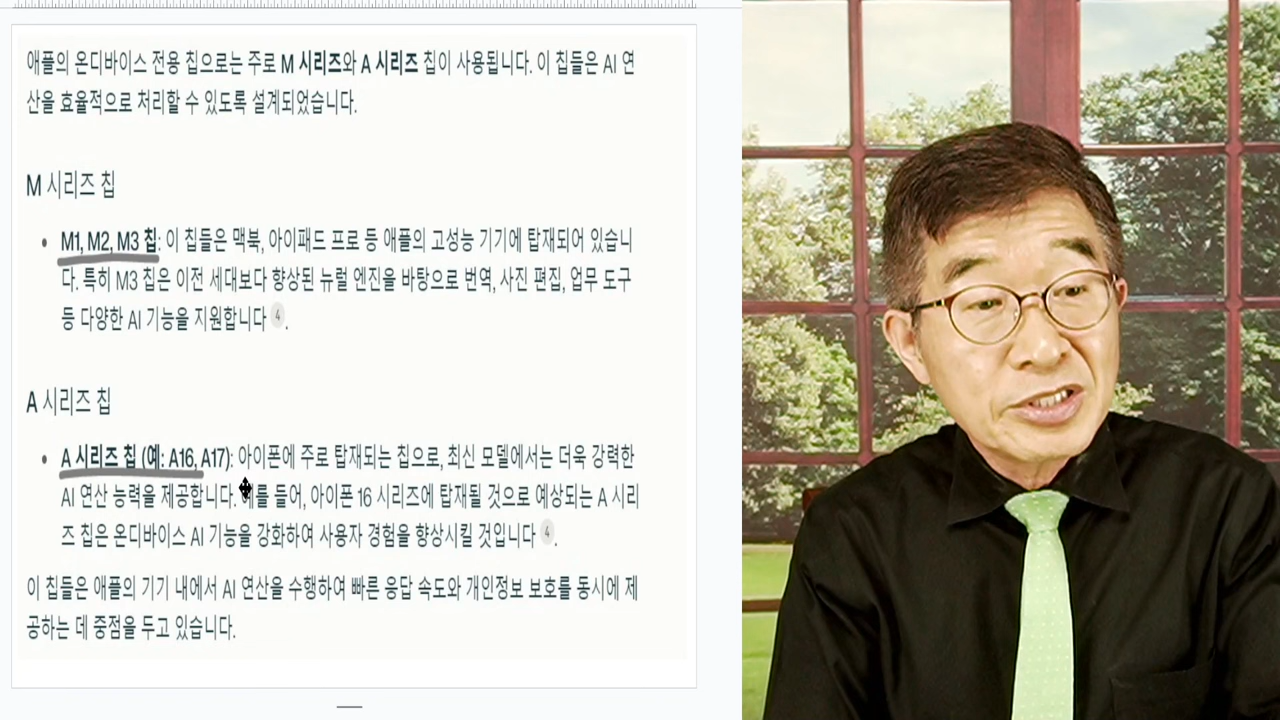 애플의 온디바이스 전용 칩으로는 주로 M 시리즈와 A 시리즈 칩이 사용됩니다. 이 칩들은 AI 연
산을 효율적으로 처리할 수 있도록 설계되었습니다.
M 시리즈 칩
• M1, M2, M3 칩: 이 칩들은 맥북, 아이패드 프로 등 애플의 고성능 기기에 탑재되어 있습니
다. 특히 M3 칩은 이전 세대보다 향상된 뉴럴 엔진을 바탕으로 번역, 사진 편집, 업무 도구
등 다양한 AI 기능을 지원합니다 4.
A 시리즈 칩
• A 시리즈 칩 (예: A16, A17): 아이폰에 주로 탑재되는 칩으로, 최신 모델에서는 더욱 강력한
AI 연산 능력을 제공합니다. 예를 들어, 아이폰 16 시리즈에 탑재될 것으로 예상되는 A 시리
즈 칩은 온디바이스 AI 기능을 강화하여 사용자 경험을 향상시킬 것입니다 4.
이 칩들은 애플의 기기 내에서 AI 연산을 수행하여 빠른 응답 속도와 개인정보 보호를 동시에 제
공하는 데 중점을 두고 있습니다.